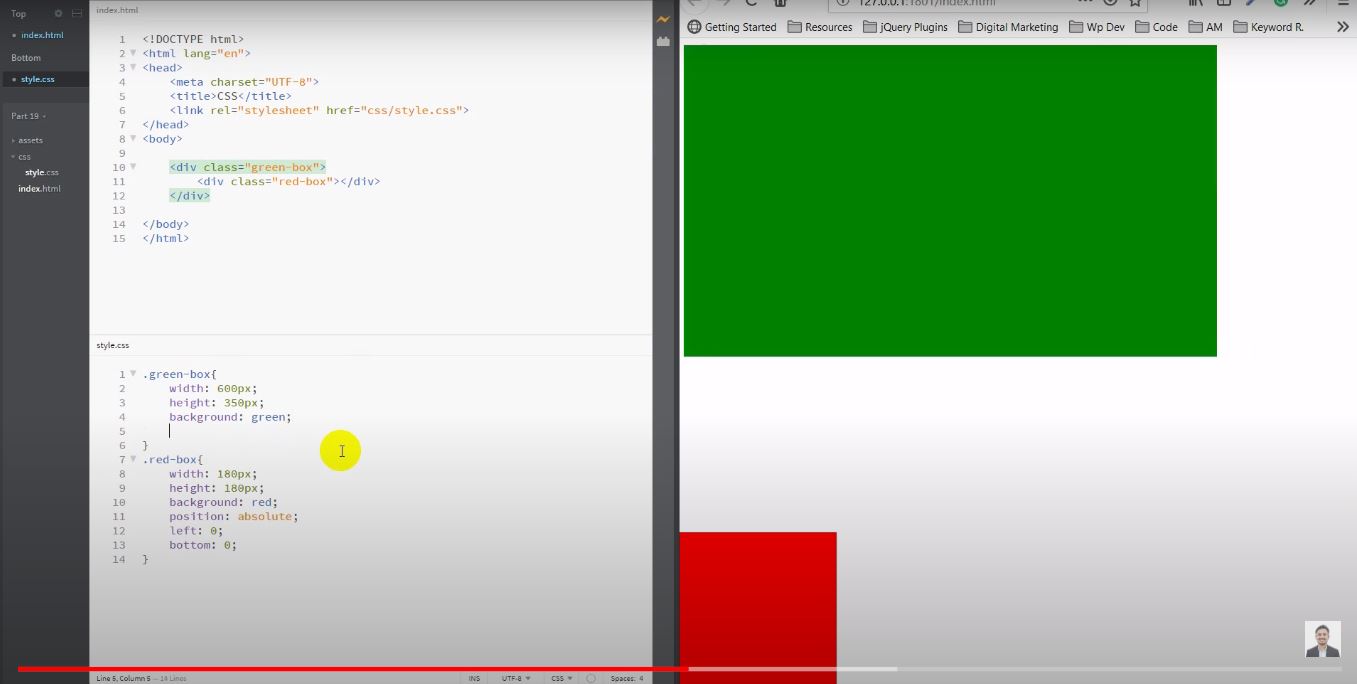 Top
index.html
Bottom
style.css
Part 19
assets
css
style.css
index.html
index.html
1 <!DOCTYPE html>
2 <html lang="en">
3 <head>
4 <meta charset="UTF-8">
5 <title>CSS</title>
6 <link rel="stylesheet" href="css/style.css">
7 </head>
8 <body>
9
10 <div class="green-box">
11 <div class="red-box"></div>
12 </div>
13
14 </body>
15 </html>
style.css
1 .green-box{
2 width: 600px;
3 height: 350px;
4 background: green;
5
6 }
7 .red-box{
8 width: 180px;
9 height: 180px;
10 background: red;
11 position: absolute;
12 left: 0;
13 bottom: 0;
14 }
Line 5, Column 5 — 14 Lines
INS UTF-8 CSS Spaces: 4
127.0.0.1:1801/index.html
Getting Started Resources jQuery Plugins Digital Marketing Wp Dev Code AM Keyword R.